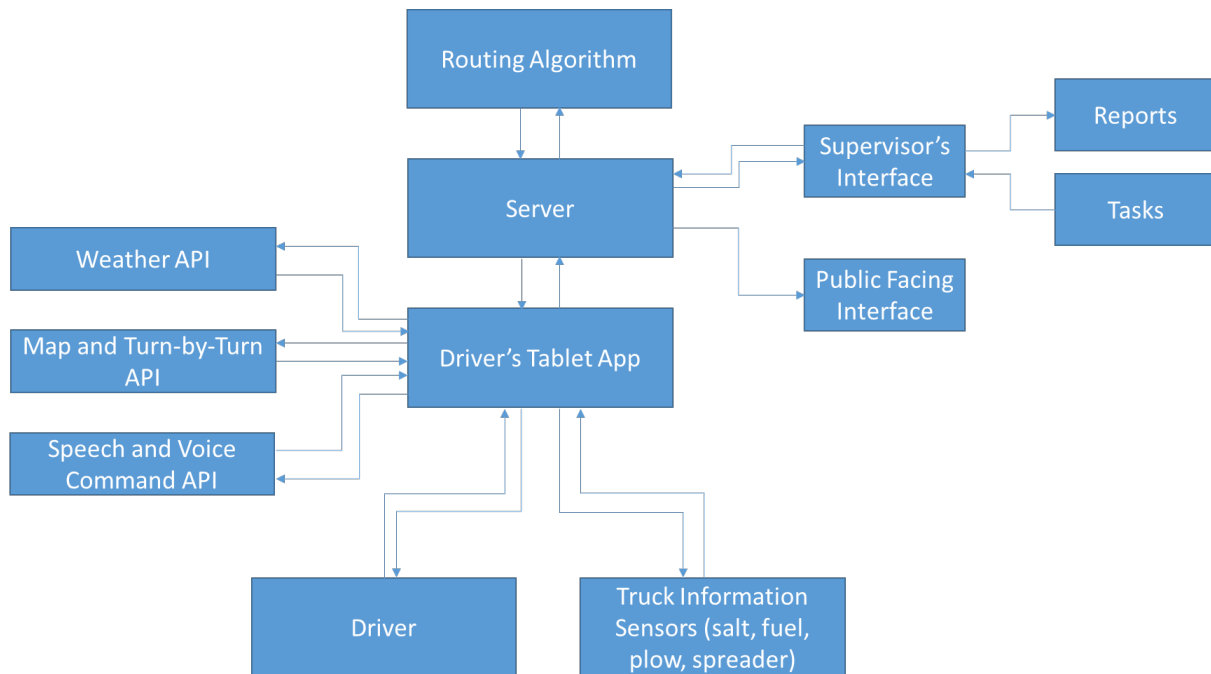 Routing Algorithm
Reports
Supervisor's
Interface
Server
Tasks
Weather API
Public Facing
Interface
Map and Turn-by-Turn
API
Driver's Tablet App
Speech and Voice
Command API
Driver
Truck Information
Sensors (salt, fuel,
plow, spreader)